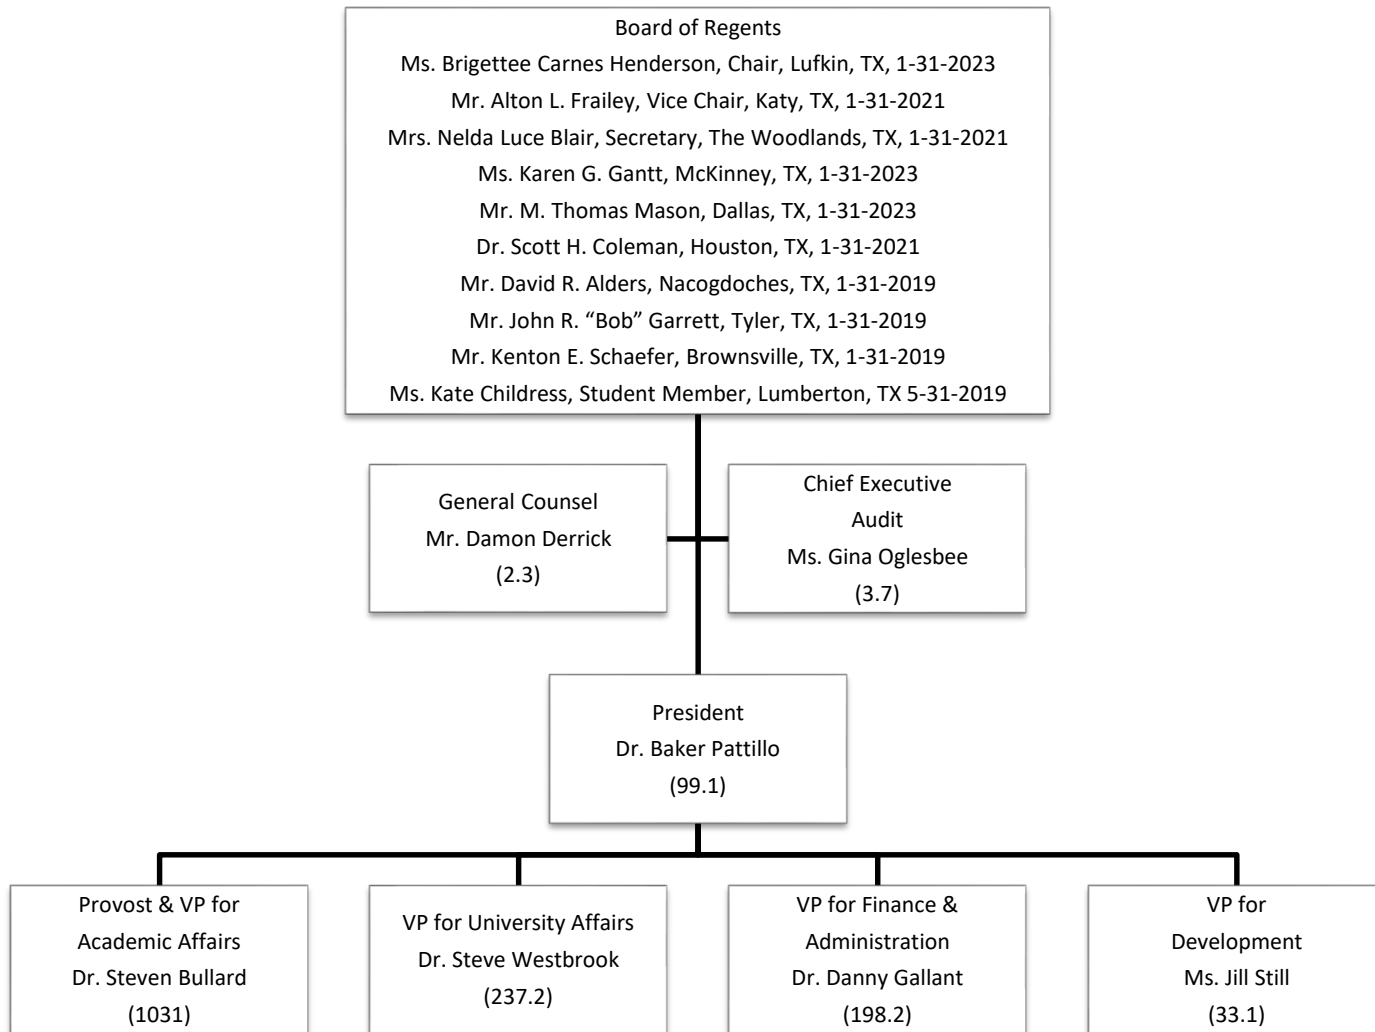 Board of Regents
Ms. Brigettee Carnes Henderson, Chair, Lufkin, TX, 1-31-2023
Mr. Alton L. Frailey, Vice Chair, Katy, TX, 1-31-2021
Mrs. Nelda Luce Blair, Secretary, The Woodlands, TX, 1-31-2021
Ms. Karen G. Gantt, McKinney, TX, 1-31-2023
Mr. M. Thomas Mason, Dallas, TX, 1-31-2023
Dr. Scott H. Coleman, Houston, TX, 1-31-2021
Mr. David R. Alders, Nacogdoches, TX, 1-31-2019
Mr. John R. “Bob” Garrett, Tyler, TX, 1-31-2019
Mr. Kenton E. Schaefer, Brownsville, TX, 1-31-2019
Ms. Kate Childress, Student Member, Lumberton, TX 5-31-2019
General Counsel
Mr. Damon Derrick
(2.3)
Chief Executive
Audit
Ms. Gina Oglesbee
(3.7)
President
Dr. Baker Pattillo
(99.1)
Provost & VP for
Academic Affairs
Dr. Steven Bullard
(1031)
VP for University Affairs
Dr. Steve Westbrook
(237.2)
VP for Finance &
Administration
Dr. Danny Gallant
(198.2)
VP for
Development
Ms. Jill Still
(33.1)